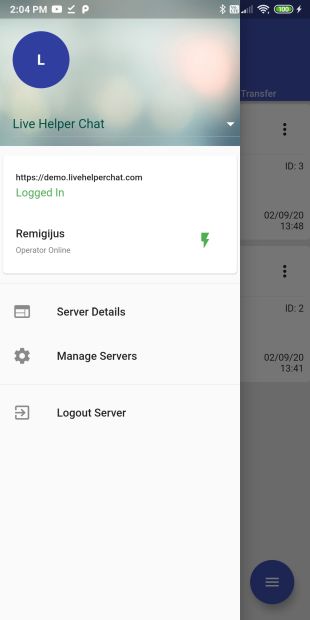 2:04 PM
100
L
Live Helper Chat
Transfer
https://demo.livehelperchat.com
Logged In
ID: 3
Remigijus
Operator Online
02/09/20
13:48
Server Details
ID: 2
Manage Servers
02/09/20
13:41
Logout Server